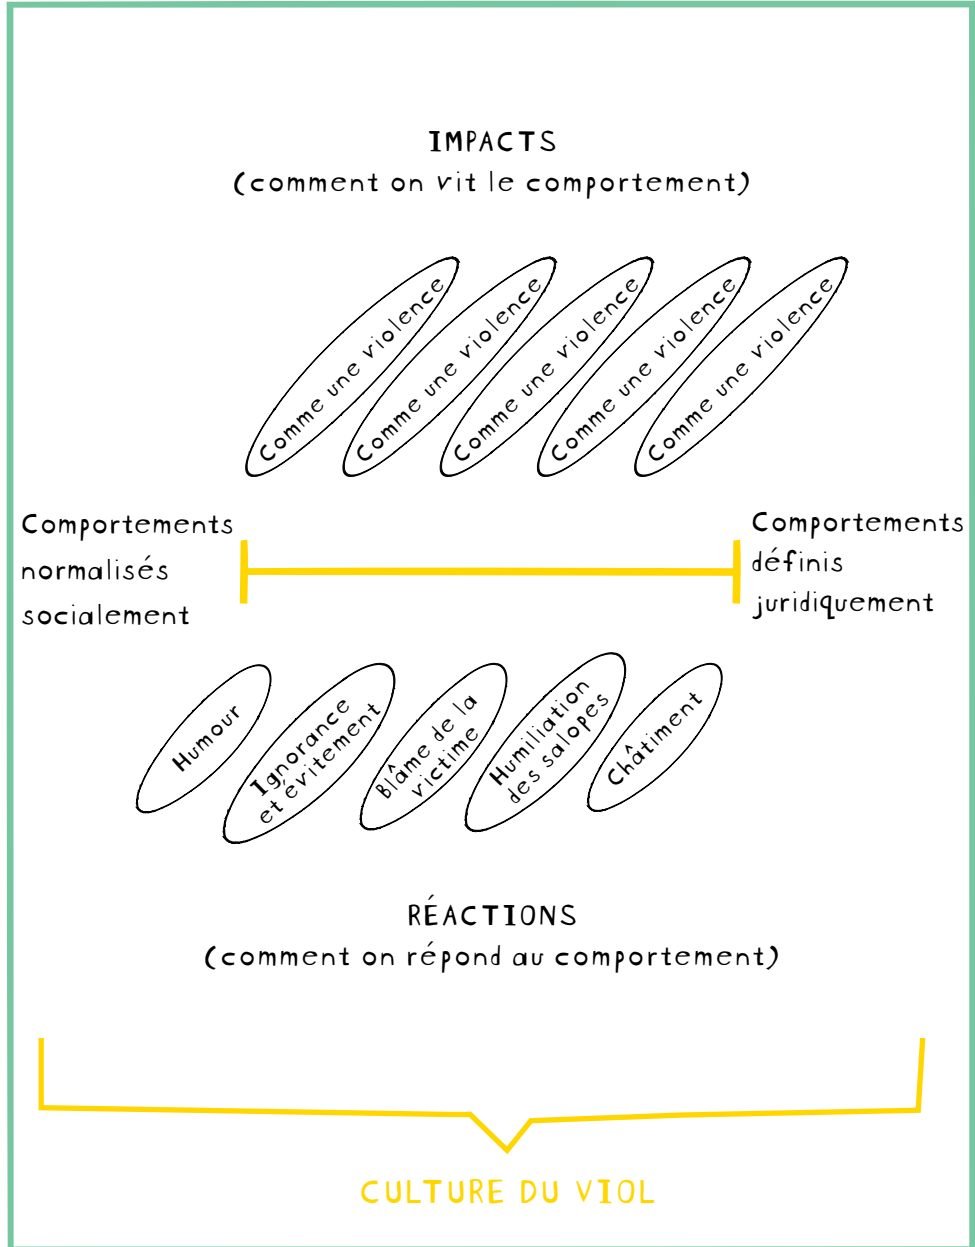 IMPACTS
(comment on vit le comportement)
Comme une violence
Comme une violence
Comme une violence
Comme une violence
Comme une violence
Comportements
normalisés
socialement
Comportements
définis
juridiquement
Humour
Ignorance
et évitement
Blâme de la
victime
Humiliation
des salopes
Châtiment
RÉACTIONS
(comment on répond au comportement)
CULTURE DU VIOL